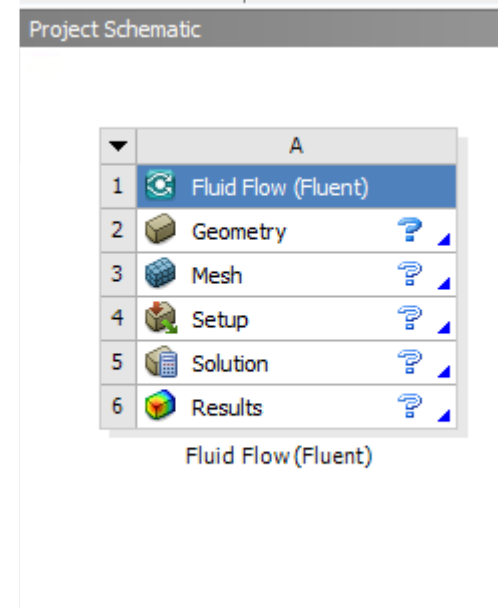 Project Schematic
A
1 Fluid Flow (Fluent)
2 Geometry ?
3 Mesh ?
4 Setup ?
5 Solution ?
6 Results ?
Fluid Flow (Fluent)